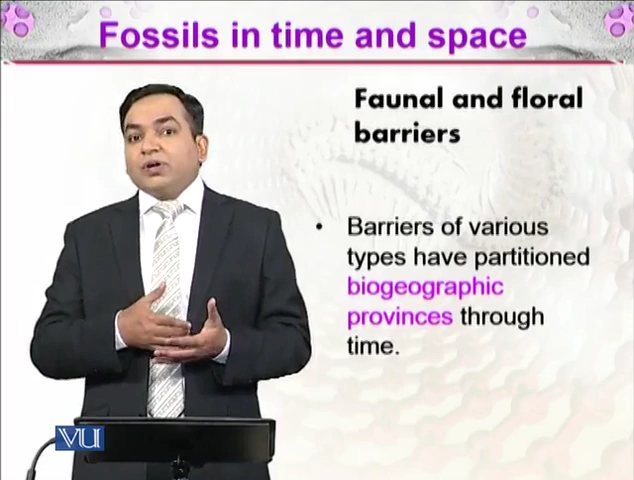 Fossils in time and space
Faunal and floral
barriers
• Barriers of various
types have partitioned
biogeographic
provinces through
time.
VU